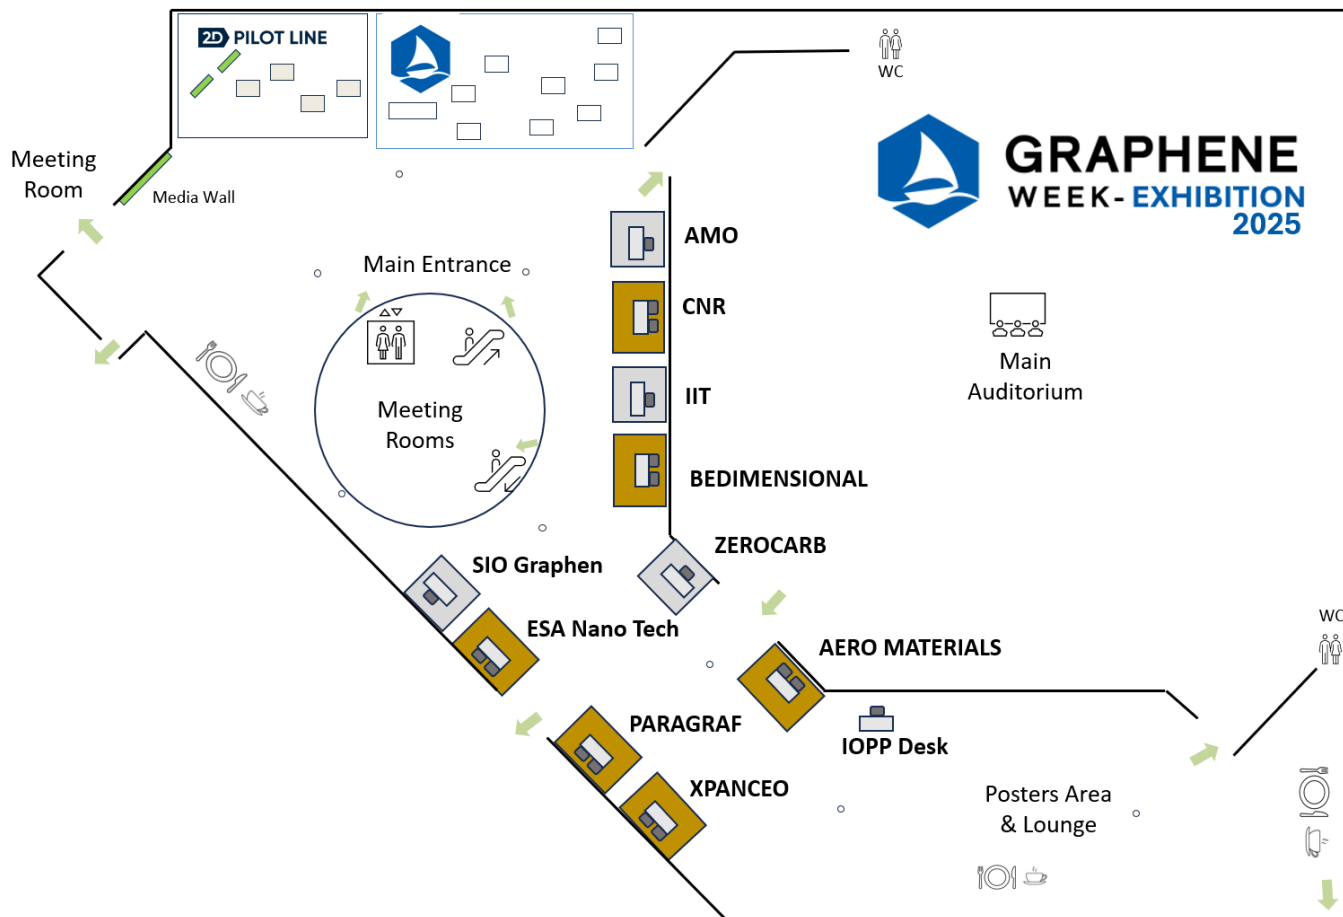 2D PILOT LINE
WC
GRAPHENE
WEEK-EXHIBITION
2025
Meeting
Room
Media Wall
AMO
Main Entrance
CNR
Main
Auditorium
IIT
Meeting
Rooms
BEDIMENSIONAL
ZEROCARB
SIO Graphen
ESA Nano Tech
WC
AERO MATERIALS
PARAGRAF
IOPP Desk
XPANCEO
Posters Area
& Lounge